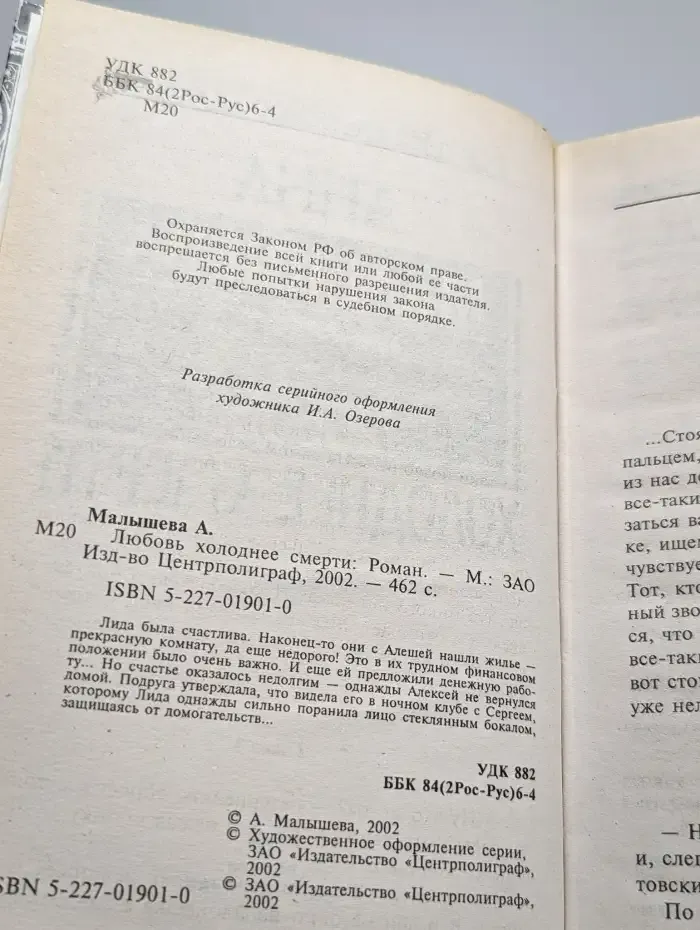 УДК 882
ББК 84(2Рос-Рус)6-4
М20
Охраняется Законом РФ об авторском праве.
Воспроизведение всей книги или любой ее части
воспрещается без письменного разрешения издателя.
Любые попытки нарушения закона
будут преследоваться в судебном порядке.
Разработка серийного оформления
художника И.А. Озерова
Малышева А.
М20 Любовь холоднее смерти: Роман. — М.: ЗАО
Изд-во Центрполиграф, 2002. — 462 с.
ISBN 5-227-01901-0
Лида была счастлива. Наконец-то они с Алешей нашли жилье –
прекрасную комнату, да еще недорого! Это в их трудном финансовом
положении было очень важно. И еще ей предложили денежную рабо-
ту... Но счастье оказалось недолгим — однажды Алексей не вернулся
домой. Подруга утверждала, что видела его в ночном клубе с Сергеем,
которому Лида однажды сильно поранила лицо стеклянным бокалом,
защищаясь от домогательств...
УДК 882
ББК 84(2Рос-Рус)6-4
© А. Малышева, 2002
© Художественное оформление серии,
ЗАО «Издательство «Центрполиграф»,
2002
© ЗАО «Издательство «Центрполиграф»,
2002
SBN 5-227-01901-0
...Стоя
пальцем,
из нас д
все-таки
заться в
ке, ищем
чувствуе
Тот, кто
ный зво
ся, что
все-таки
вот сто
уже нел
— Н
и, слег
товски
По